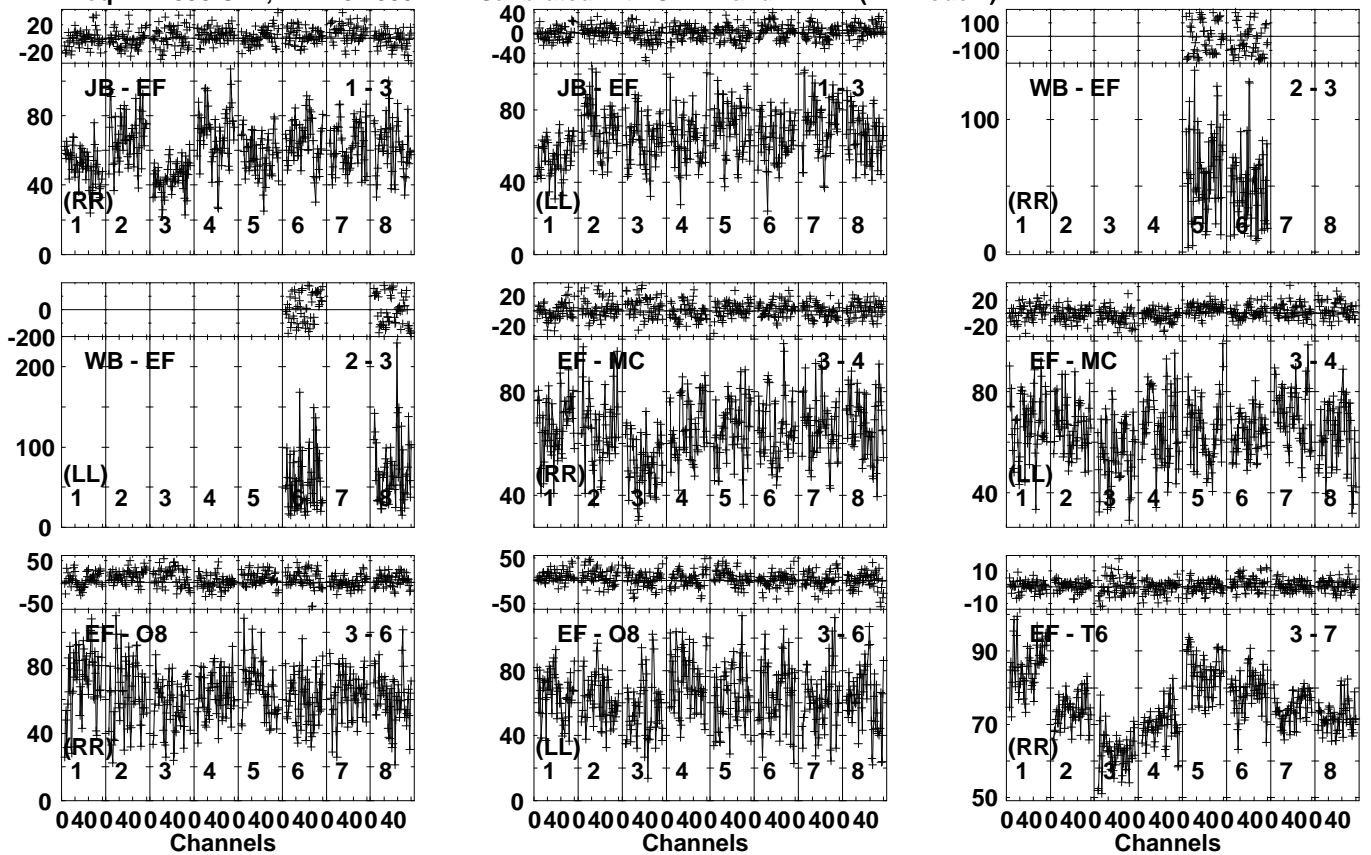 20
-20
JB - EF 1 - 3
80
40
(RR)
1 2 3 4 5 6 7 8
0
40
0
-40
JB - EF 1 - 3
80
40
(LL)
1 2 3 4 5 6 7 8
0
100
-100
WB - EF 2 - 3
100
(RR)
1 2 3 4 5 6 7 8
0
0
-200
200
WB - EF 2 - 3
100
(LL)
1 2 3 4 5 6 7 8
0
20
-20
EF - MC 3 - 4
80
(RR)
40
1 2 3 4 5 6 7 8
20
-20
EF - MC 3 - 4
80
(LL)
40
1 2 3 4 5 6 7 8
50
-50
EF - O8 3 - 6
80
40
(RR)
1 2 3 4 5 6 7 8
0
0 40 0 40 0 40 0 40 0 40 0 40 0 40 0 40
Channels
50
-50
EF - O8 3 - 6
80
40
(LL)
1 2 3 4 5 6 7 8
0
0 40 0 40 0 40 0 40 0 40 0 40 0 40 0 40
Channels
10
-10
EF - T6 3 - 7
90
70
(RR)
1 2 3 4 5 6 7 8
50
0 40 0 40 0 40 0 40 0 40 0 40 0 40 0 40
Channels